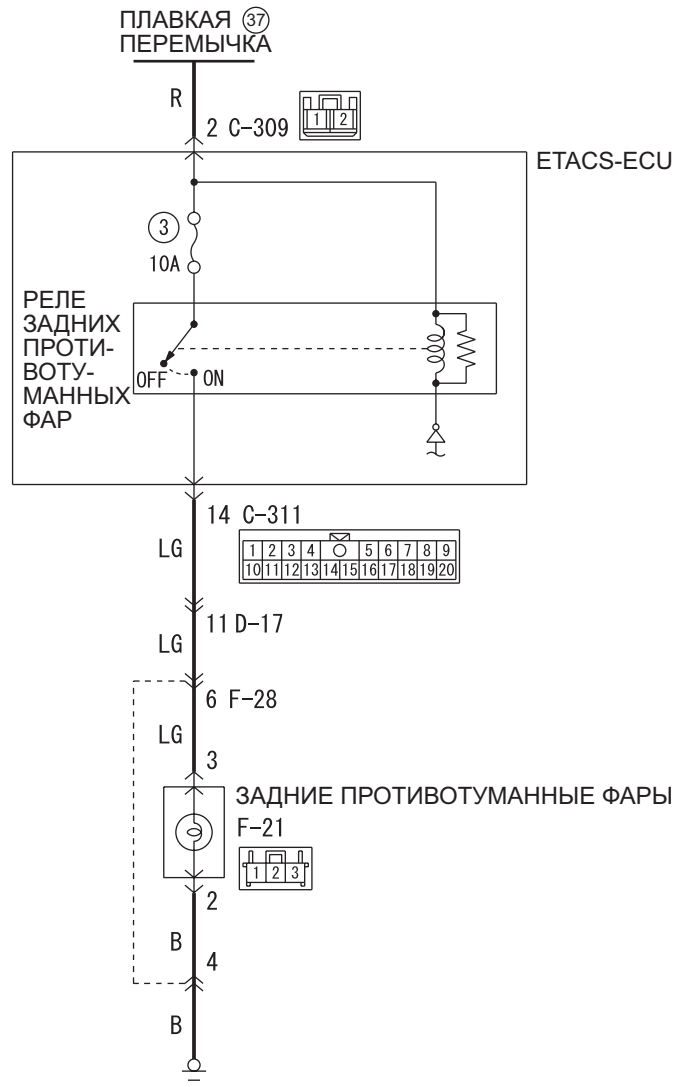 ПЛАВКАЯ 37
ПЕРЕМЫЧКА
R
2 C-309
1 2
ETACS-ECU
3
10A
РЕЛЕ
ЗАДНИХ
ПРОТИ-
ВОТУ-
МАННЫХ
ФАР
OFF ON
14 C-311
LG
1 2 3 4 5 6 7 8 9
10 11 12 13 14 15 16 17 18 19 20
11 D-17
LG
6 F-28
LG
3
ЗАДНИЕ ПРОТИВОТУМАННЫЕ ФАРЫ
F-21
1 2 3
2
B
4
B